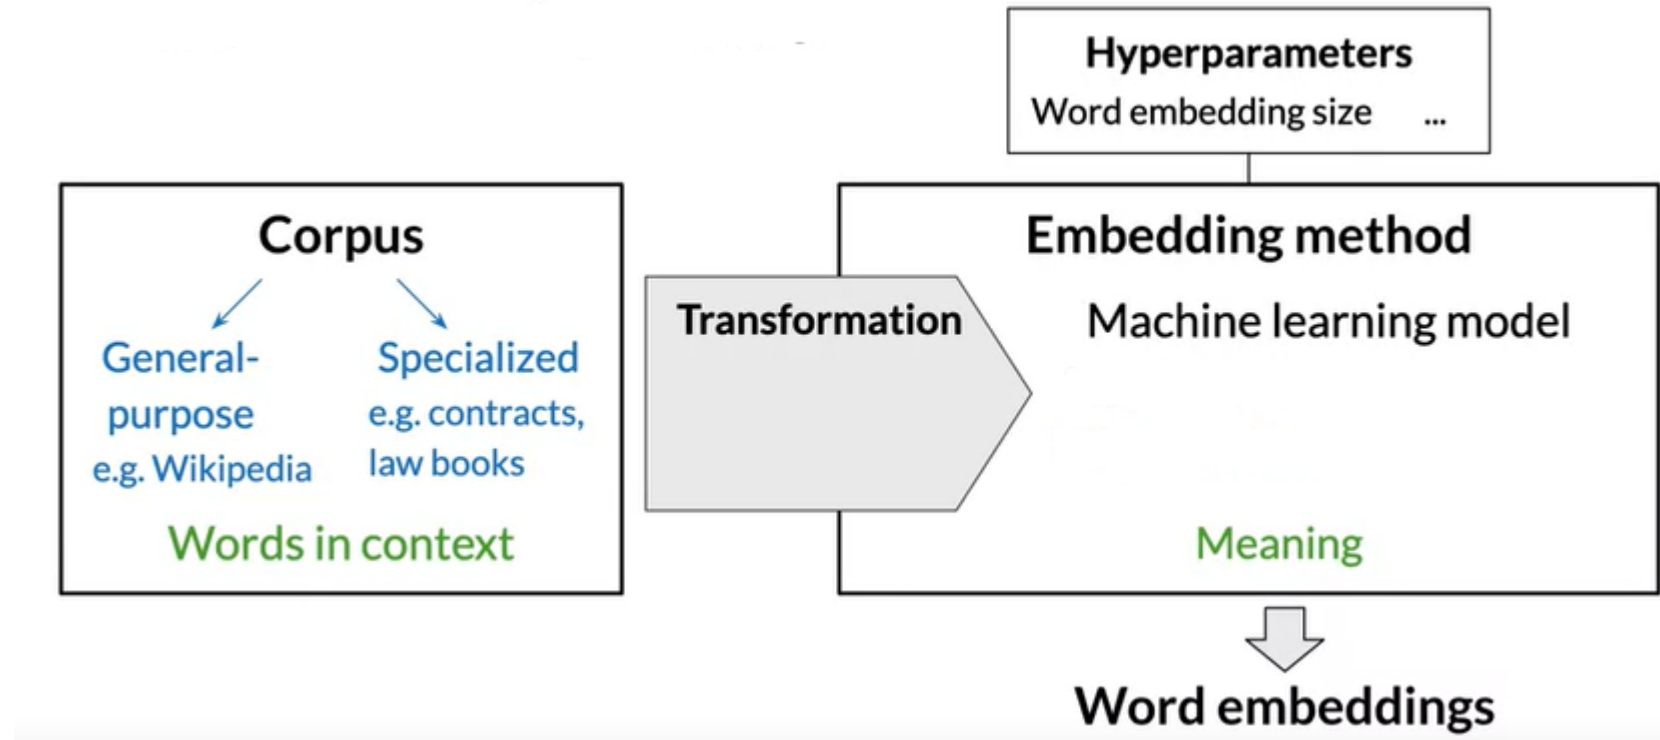 Hyperparameters
Word embedding size ...
Corpus
General-
purpose
e.g. Wikipedia
Specialized
e.g. contracts,
law books
Words in context
Transformation
Embedding method
Machine learning model
Meaning
Word embeddings